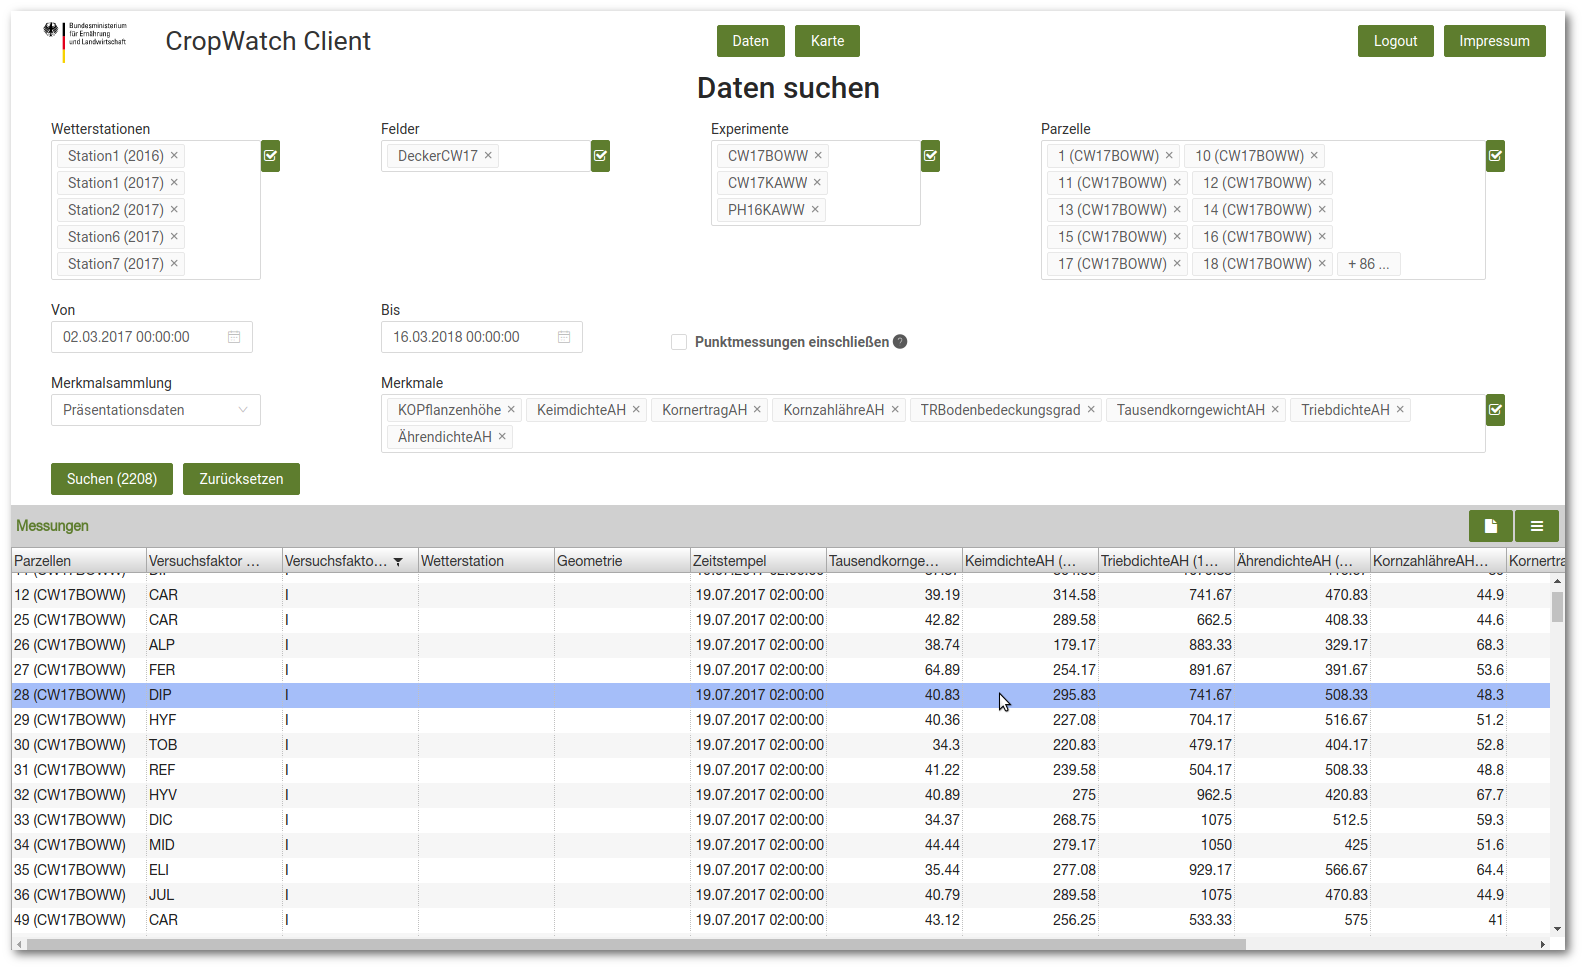 Bundesministerium
für Ernährung
und Landwirtschaft
CropWatch Client
Daten
Karte
Logout
Impressum
Daten suchen
Wetterstationen
Station1 (2016) ×
Station1 (2017) ×
Station2 (2017) ×
Station6 (2017) ×
Station7 (2017) ×
Felder
DeckerCW17 ×
Experimente
CW17BOWW ×
CW17KAWW ×
PH16KAWW ×
Parzelle
1 (CW17BOWW) × 10 (CW17BOWW) ×
11 (CW17BOWW) × 12 (CW17BOWW) ×
13 (CW17BOWW) × 14 (CW17BOWW) ×
15 (CW17BOWW) × 16 (CW17BOWW) ×
17 (CW17BOWW) × 18 (CW17BOWW) × + 86 ...
Von
02.03.2017 00:00:00
Bis
16.03.2018 00:00:00
Punktmessungen einschließen ?
Merkmalsammlung
Präsentationsdaten
Merkmale
KOPflanzenhöhe × KeimdichteAH × KornertragAH × KornzahlähreAH × TRBodenbedeckungsgrad × TausendkorngewichtAH × TriebdichteAH ×
ÄhrendichteAH ×
Suchen (2208)
Zurücksetzen
Messungen
Parzellen Versuchsfaktor ... Versuchsfakto... Wetterstation Geometrie Zeitstempel Tausendkornge... KeimdichteAH (... TriebdichteAH (1... ÄhrendichteAH (... KornzahlähreAH... Kornertra
12 (CW17BOWW) CAR I 19.07.2017 02:00:00 39.19 314.58 741.67 470.83 44.9
25 (CW17BOWW) CAR I 19.07.2017 02:00:00 42.82 289.58 662.5 408.33 44.6
26 (CW17BOWW) ALP I 19.07.2017 02:00:00 38.74 179.17 883.33 329.17 68.3
27 (CW17BOWW) FER I 19.07.2017 02:00:00 64.89 254.17 891.67 391.67 53.6
28 (CW17BOWW) DIP I 19.07.2017 02:00:00 40.83 295.83 741.67 508.33 48.3
29 (CW17BOWW) HYF I 19.07.2017 02:00:00 40.36 227.08 704.17 516.67 51.2
30 (CW17BOWW) TOB I 19.07.2017 02:00:00 34.3 220.83 479.17 404.17 52.8
31 (CW17BOWW) REF I 19.07.2017 02:00:00 41.22 239.58 504.17 508.33 48.8
32 (CW17BOWW) HYV I 19.07.2017 02:00:00 40.89 275 962.5 420.83 67.7
33 (CW17BOWW) DIC I 19.07.2017 02:00:00 34.37 268.75 1075 512.5 59.3
34 (CW17BOWW) MID I 19.07.2017 02:00:00 44.44 279.17 1050 425 51.6
35 (CW17BOWW) ELI I 19.07.2017 02:00:00 35.44 277.08 929.17 566.67 64.4
36 (CW17BOWW) JUL I 19.07.2017 02:00:00 40.79 289.58 1075 470.83 44.9
49 (CW17BOWW) CAR I 19.07.2017 02:00:00 43.12 256.25 533.33 575 41